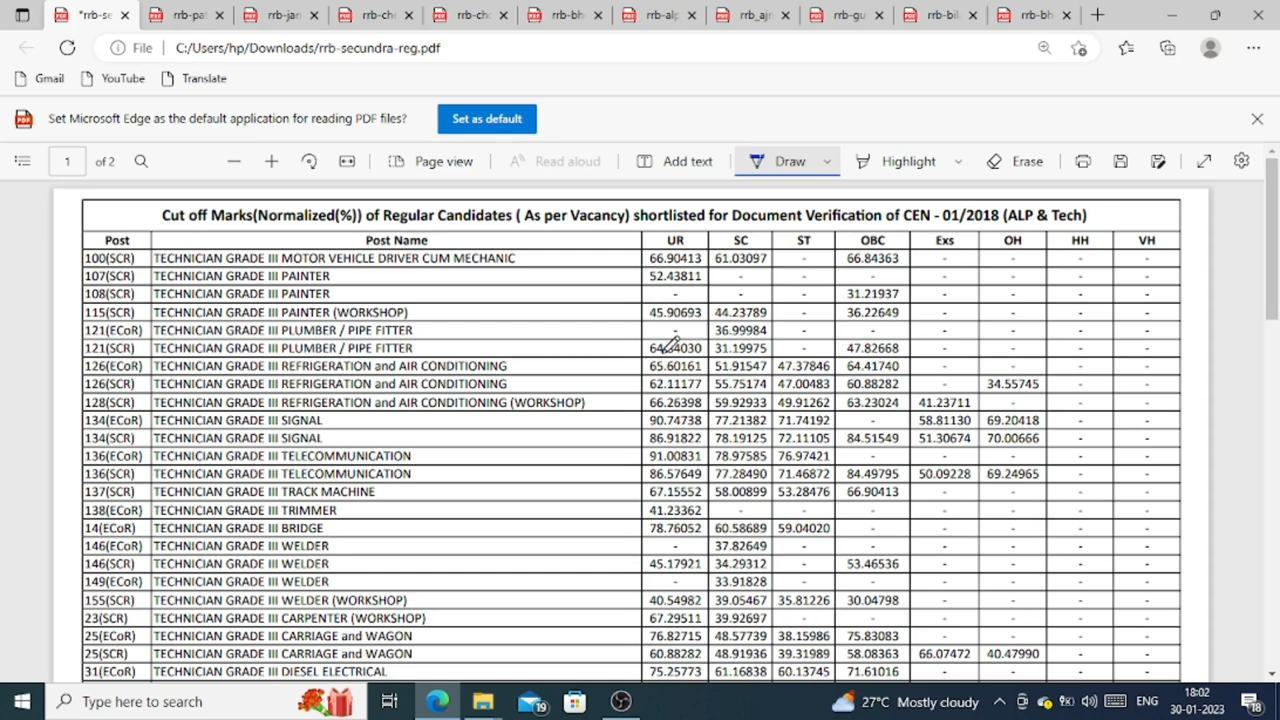 *rrb-se
rrb-pat
rrb-jan
rrb-che
rrb-cho
rrb-bho
rrb-alp
rrb_ajn
rrb-gu
rrb-bil
rrb-bh
File C:/Users/hp/Downloads/rrb-secundra-reg.pdf
Gmail YouTube Translate
Set Microsoft Edge as the default application for reading PDF files? Set as default
1 of 2 Page view Read aloud Add text Draw Highlight Erase
Cut off Marks(Normalized(%)) of Regular Candidates ( As per Vacancy) shortlisted for Document Verification of CEN - 01/2018 (ALP & Tech)
Post Post Name UR SC ST OBC Exs OH HH VH
100(SCR) TECHNICIAN GRADE III MOTOR VEHICLE DRIVER CUM MECHANIC 66.90413 61.03097 - 66.84363 - - - -
107(SCR) TECHNICIAN GRADE III PAINTER 52.43811 - - - - - - -
108(SCR) TECHNICIAN GRADE III PAINTER - - - 31.21937 - - - -
115(SCR) TECHNICIAN GRADE III PAINTER (WORKSHOP) 45.90693 44.23789 - 36.22649 - - - -
121(ECoR) TECHNICIAN GRADE III PLUMBER / PIPE FITTER - 36.99984 - - - - - -
121(SCR) TECHNICIAN GRADE III PLUMBER / PIPE FITTER 31.19975 - 47.82668 - - - -
126(ECoR) TECHNICIAN GRADE III REFRIGERATION and AIR CONDITIONING 65.60161 51.91547 47.37846 64.41740 - - - -
126(SCR) TECHNICIAN GRADE III REFRIGERATION and AIR CONDITIONING 62.11177 55.75174 47.00483 60.88282 - 34.55745 - -
128(SCR) TECHNICIAN GRADE III REFRIGERATION and AIR CONDITIONING (WORKSHOP) 66.26398 59.92933 49.91262 63.23024 41.23711 - - -
134(ECoR) TECHNICIAN GRADE III SIGNAL 90.74738 77.21382 71.74192 - 58.81130 69.20418 - -
134(SCR) TECHNICIAN GRADE III SIGNAL 86.91822 78.19125 72.11105 84.51549 51.30674 70.00666 - -
136(ECoR) TECHNICIAN GRADE III TELECOMMUNICATION 91.00831 78.97585 76.97421 - - - - -
136(SCR) TECHNICIAN GRADE III TELECOMMUNICATION 86.57649 77.28490 71.46872 84.49795 50.09228 69.24965 - -
137(SCR) TECHNICIAN GRADE III TRACK MACHINE 67.15552 58.00899 53.28476 66.90413 - - - -
138(ECoR) TECHNICIAN GRADE III TRIMMER 41.23362 - - - - - - -
14(ECoR) TECHNICIAN GRADE III BRIDGE 78.76052 60.58689 59.04020 - - - - -
146(ECoR) TECHNICIAN GRADE III WELDER - 37.82649 - - - - - -
146(SCR) TECHNICIAN GRADE III WELDER 45.17921 34.29312 - 53.46536 - - - -
149(ECoR) TECHNICIAN GRADE III WELDER - 33.91828 - - - - - -
155(SCR) TECHNICIAN GRADE III WELDER (WORKSHOP) 40.54982 39.05467 35.81226 30.04798 - - - -
23(SCR) TECHNICIAN GRADE III CARPENTER (WORKSHOP) 67.29511 39.92697 - - - - - -
25(ECoR) TECHNICIAN GRADE III CARRIAGE and WAGON 76.82715 48.57739 38.15986 75.83083 - - - -
25(SCR) TECHNICIAN GRADE III CARRIAGE and WAGON 60.88282 48.91936 39.31989 58.08363 66.07472 40.47990 - -
31(ECoR) TECHNICIAN GRADE III DIESEL ELECTRICAL 75.25773 61.16838 60.13745 71.61016 - - - -
Type here to search 19 27°C Mostly cloudy ENG 18:02 30-01-2023 18